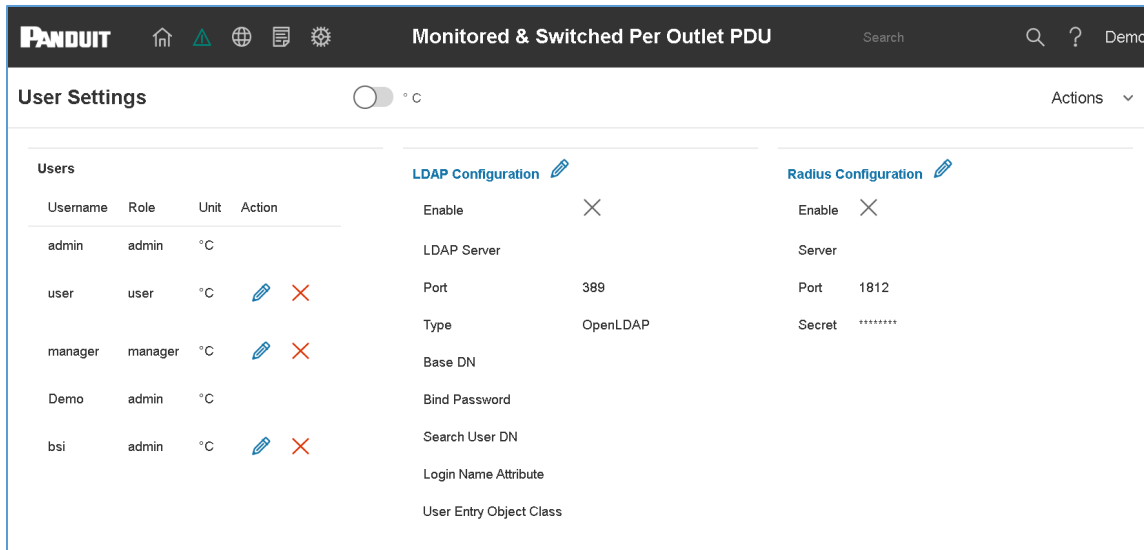 PANDUIT Monitored & Switched Per Outlet PDU Search ? Demo
User Settings ° C Actions
Users
Username Role Unit Action
admin admin °C
user user °C
manager manager °C
Demo admin °C
bsi admin °C
LDAP Configuration
Enable
LDAP Server
Port 389
Type OpenLDAP
Base DN
Bind Password
Search User DN
Login Name Attribute
User Entry Object Class
Radius Configuration
Enable
Server
Port 1812
Secret ********